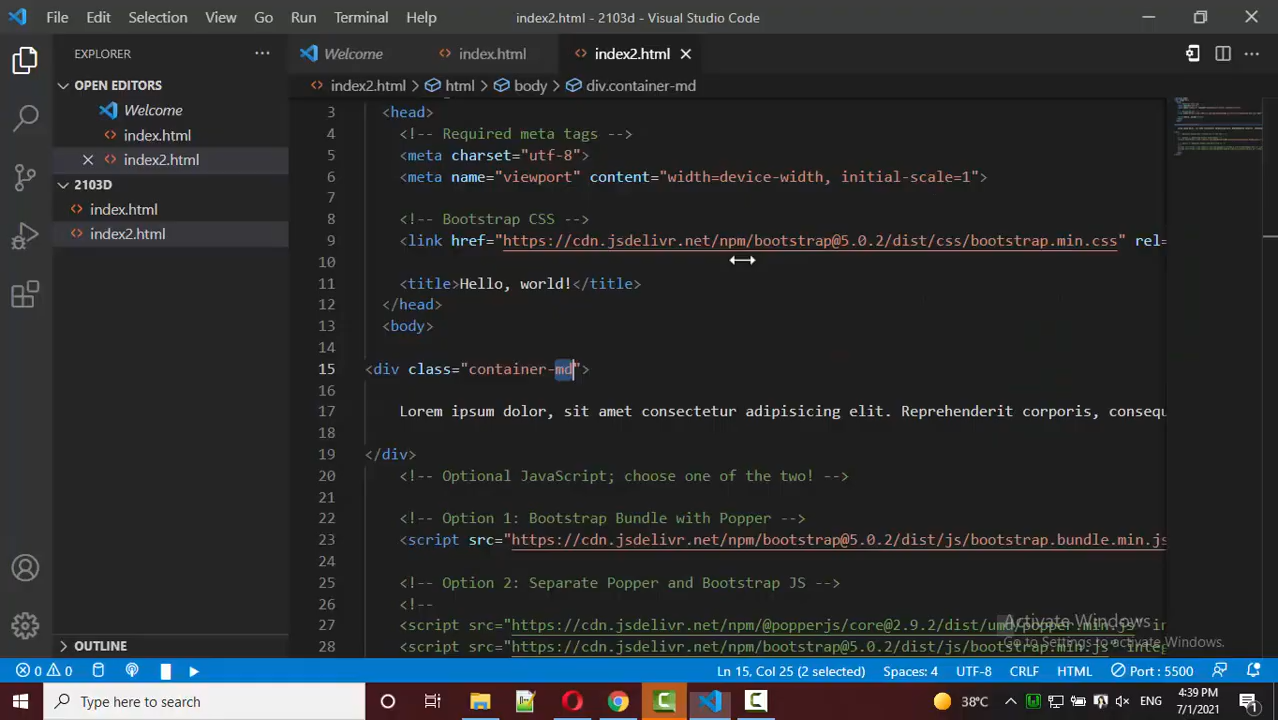 File Edit Selection View Go Run Terminal Help index2.html - 2103d - Visual Studio Code
EXPLORER
OPEN EDITORS
Welcome
index.html
index2.html
2103D
index.html
index2.html
OUTLINE
Welcome index.html index2.html
index2.html > html > body > div.container-md
3 <head>
4 <!-- Required meta tags -->
5 <meta charset="utf-8">
6 <meta name="viewport" content="width=device-width, initial-scale=1">
7
8 <!-- Bootstrap CSS -->
9 <link href="https://cdn.jsdelivr.net/npm/bootstrap@5.0.2/dist/css/bootstrap.min.css" rel=
10
11 <title>Hello, world!</title>
12 </head>
13 <body>
14
15 <div class="container-md">
16
17 Lorem ipsum dolor, sit amet consectetur adipisicing elit. Reprehenderit corporis, consequ
18
19 </div>
20 <!-- Optional JavaScript; choose one of the two! -->
21
22 <!-- Option 1: Bootstrap Bundle with Popper -->
23 <script src="https://cdn.jsdelivr.net/npm/bootstrap@5.0.2/dist/js/bootstrap.bundle.min.js
24
25 <!-- Option 2: Separate Popper and Bootstrap JS -->
26 <!--
27 <script src="https://cdn.jsdelivr.net/npm/@popperjs/core@2.9.2/dist/umd/popper.min.js" in
28 <script src="https://cdn.jsdelivr.net/npm/bootstrap@5.0.2/dist/js/bootstrap.min.js" integ
Activate Windows
Go to Settings to activate Windows.
0 0 Ln 15, Col 25 (2 selected) Spaces: 4 UTF-8 CRLF HTML Port : 5500
Type here to search 38°C ENG 4:39 PM
7/1/2021